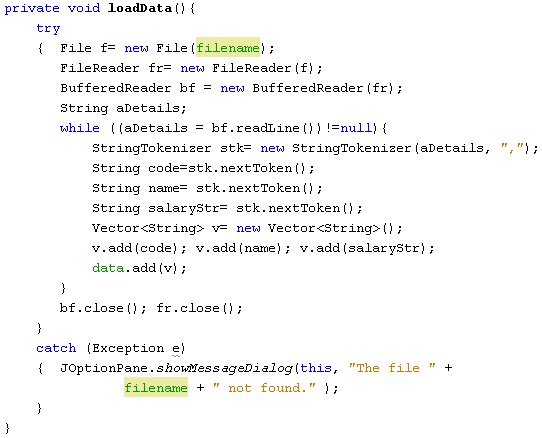 private void loadData(){
try
{ File f= new File(filename);
FileReader fr= new FileReader(f);
BufferedReader bf = new BufferedReader(fr);
String aDetails;
while ((aDetails = bf.readLine())!=null){
StringTokenizer stk= new StringTokenizer(aDetails, ",");
String code=stk.nextToken();
String name= stk.nextToken();
String salaryStr= stk.nextToken();
Vector<String> v= new Vector<String>();
v.add(code); v.add(name); v.add(salaryStr);
data.add(v);
}
bf.close(); fr.close();
}
catch (Exception e)
{ JOptionPane.showMessageDialog(this, "The file " +
filename + " not found." );
}
}